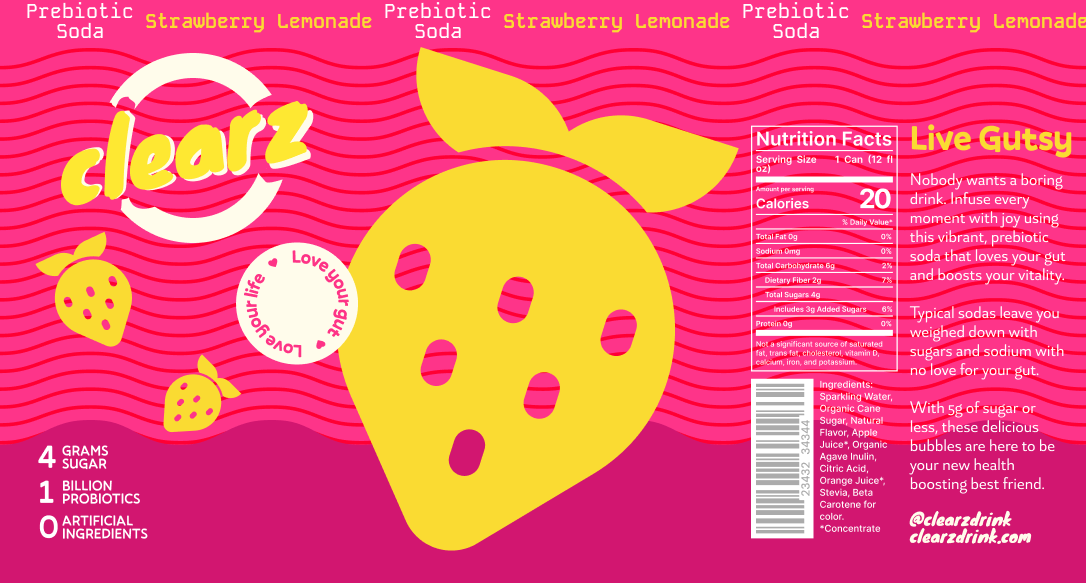 Prebiotic
Soda
Strawberry Lemonade
Prebiotic
Soda
Strawberry Lemonade
Prebiotic
Soda
Strawberry Lemonade
clearz
Love your gut
Love your life
4 GRAMS
SUGAR
1 BILLION
PROBIOTICS
0 ARTIFICIAL
INGREDIENTS
Nutrition Facts
Serving Size 1 Can (12 fl
oz)
Amount per serving
Calories 20
% Daily Value*
Total Fat 0g 0%
Sodium 0mg 0%
Total Carbohydrate 6g 2%
Dietary Fiber 2g 7%
Total Sugars 4g
Includes 3g Added Sugars 6%
Protein 0g 0%
Not a significant source of saturated
fat, trans fat, cholesterol, vitamin D,
calcium, iron, and potassium.
23432 34344
Ingredients:
Sparkling Water,
Organic Cane
Sugar, Natural
Flavor, Apple
Juice*, Organic
Agave Inulin,
Citric Acid,
Orange Juice*,
Stevia, Beta
Carotene for
color.
*Concentrate
Live Gutsy
Nobody wants a boring
drink. Infuse every
moment with joy using
this vibrant, prebiotic
soda that loves your gut
and boosts your vitality.
Typical sodas leave you
weighed down with
sugars and sodium with
no love for your gut.
With 5g of sugar or
less, these delicious
bubbles are here to be
your new health
boosting best friend.
@clearzdrink
clearzdrink.com